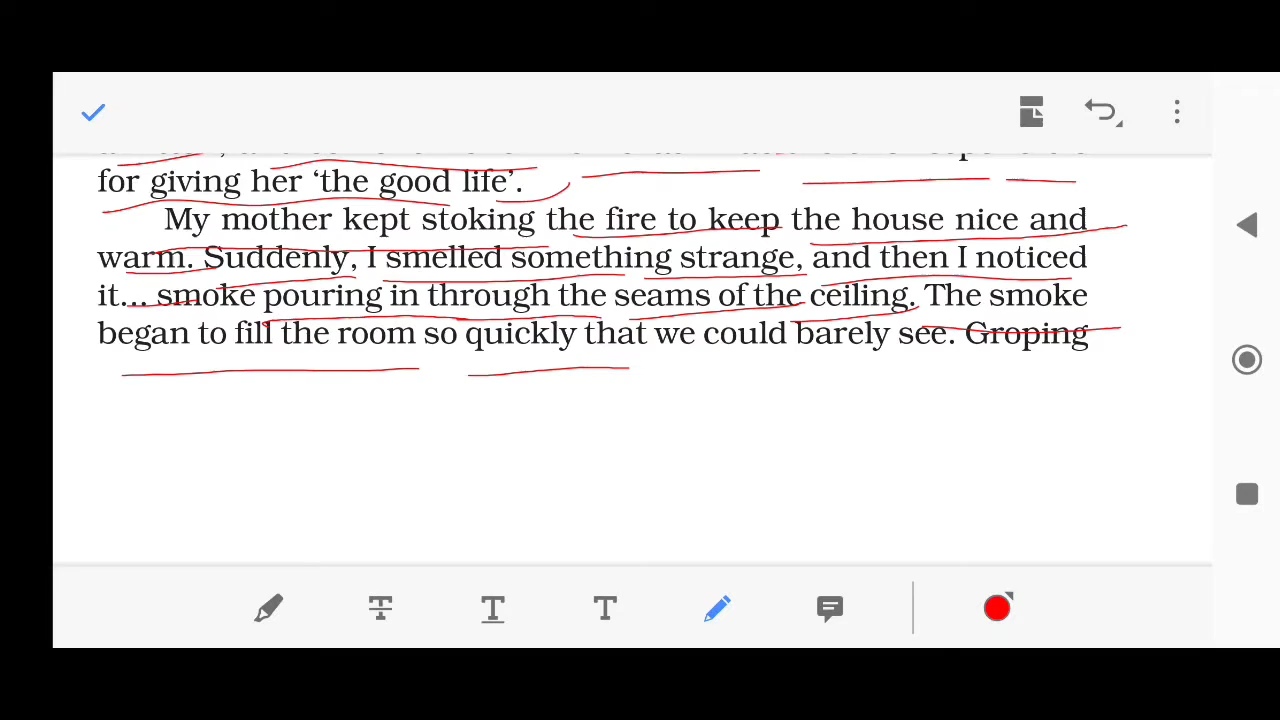 for giving her ‘the good life’.
My mother kept stoking the fire to keep the house nice and
warm. Suddenly, I smelled something strange, and then I noticed
it... smoke pouring in through the seams of the ceiling. The smoke
began to fill the room so quickly that we could barely see. Groping